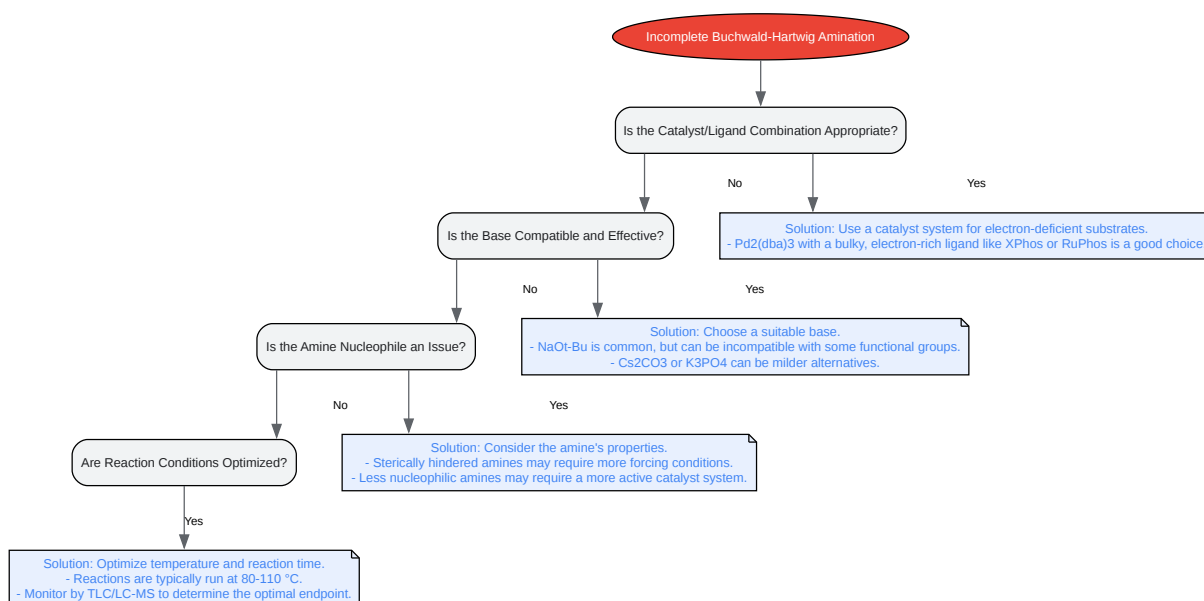 Incomplete Buchwald-Hartwig Amination
Is the Catalyst/Ligand Combination Appropriate?
No
Yes
Is the Base Compatible and Effective?
Solution: Use a catalyst system for electron-deficient substrates.
- Pd2(dba)3 with a bulky, electron-rich ligand like XPhos or RuPhos is a good choice
No
Yes
Is the Amine Nucleophile an Issue?
Solution: Choose a suitable base.
- NaOt-Bu is common, but can be incompatible with some functional groups.
- Cs2CO3 or K3PO4 can be milder alternatives.
No
Yes
Are Reaction Conditions Optimized?
Solution: Consider the amine's properties.
- Sterically hindered amines may require more forcing conditions.
- Less nucleophilic amines may require a more active catalyst system.
Yes
Solution: Optimize temperature and reaction time.
- Reactions are typically run at 80-110 °C.
- Monitor by TLC/LC-MS to determine the optimal endpoint.